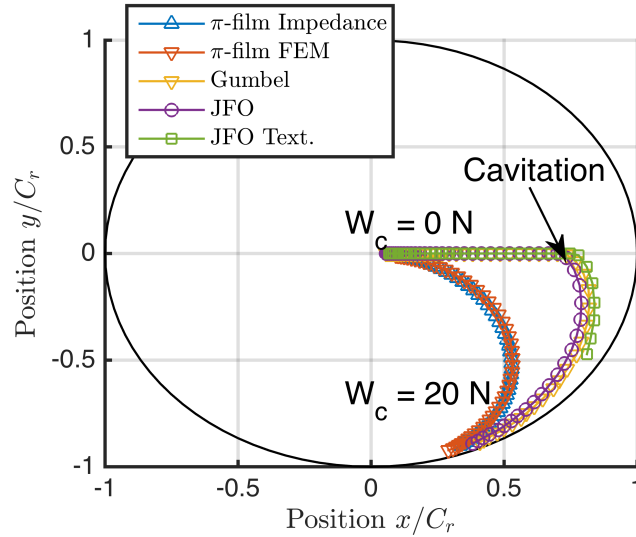 π-film Impedance
π-film FEM
Gumbel
JFO
JFO Text.
Cavitation
W_c = 0 N
W_c = 20 N
Position y/C_r
1
0.5
0
-0.5
-1
-1
-0.5
0
0.5
1
Position x/C_r